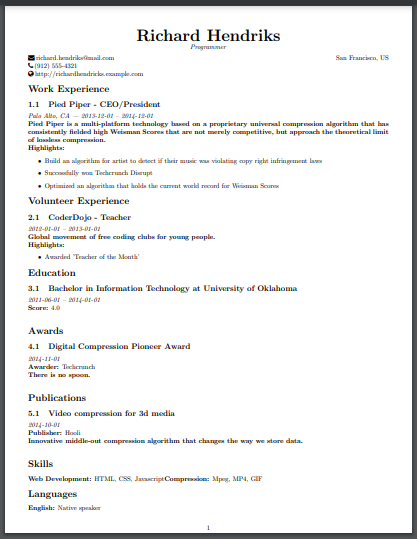 Richard Hendriks
Programmer
richard.hendriks@mail.com
San Francisco, US
(912) 555-4321
http://richardhendricks.example.com
Work Experience
1.1 Pied Piper - CEO/President
Palo Alto, CA — 2013-12-01 – 2014-12-01
Pied Piper is a multi-platform technology based on a proprietary universal compression algorithm that has
consistently fielded high Weisman Scores that are not merely competitive, but approach the theoretical limit
of lossless compression.
Highlights:
• Build an algorithm for artist to detect if their music was violating copy right infringement laws
• Successfully won Techcrunch Disrupt
• Optimized an algorithm that holds the current world record for Weisman Scores
Volunteer Experience
2.1 CoderDojo - Teacher
2012-01-01 – 2013-01-01
Global movement of free coding clubs for young people.
Highlights:
• Awarded 'Teacher of the Month'
Education
3.1 Bachelor in Information Technology at University of Oklahoma
2011-06-01 – 2014-01-01
Score: 4.0
Awards
4.1 Digital Compression Pioneer Award
2014-11-01
Awarder: Techcrunch
There is no spoon.
Publications
5.1 Video compression for 3d media
2014-10-01
Publisher: Hooli
Innovative middle-out compression algorithm that changes the way we store data.
Skills
Web Development: HTML, CSS, JavascriptCompression: Mpeg, MP4, GIF
Languages
English: Native speaker
1